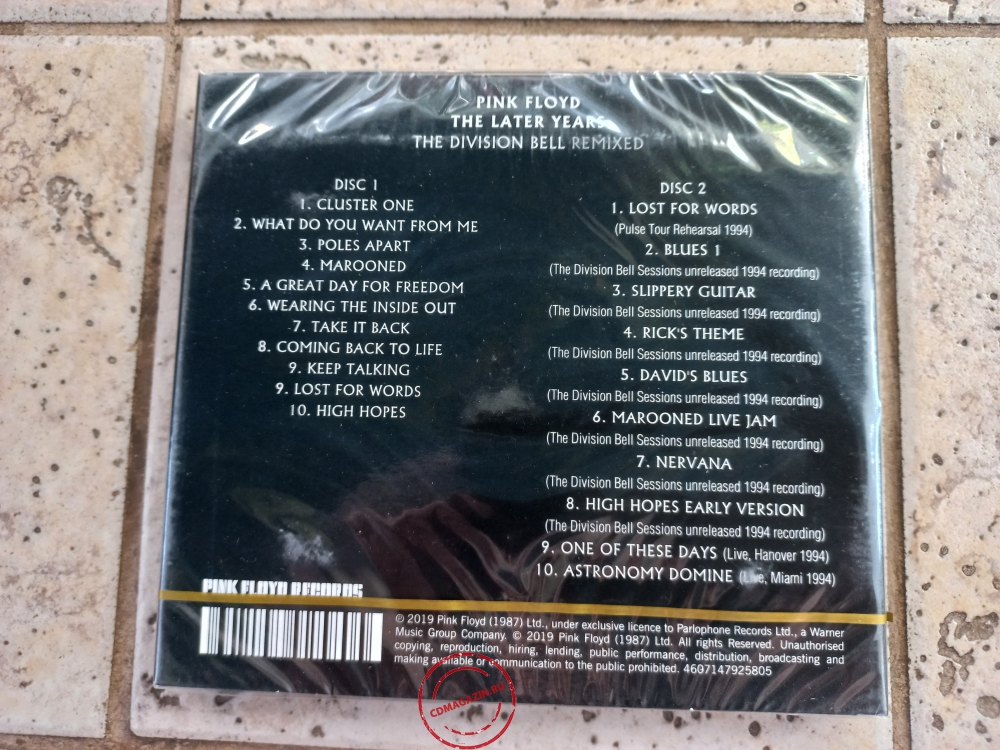 PINK FLOYD
THE LATER YEARS
THE DIVISION BELL REMIXED
DISC 1
1. CLUSTER ONE
2. WHAT DO YOU WANT FROM ME
3. POLES APART
4. MAROONED
5. A GREAT DAY FOR FREEDOM
6. WEARING THE INSIDE OUT
7. TAKE IT BACK
8. COMING BACK TO LIFE
9. KEEP TALKING
9. LOST FOR WORDS
10. HIGH HOPES
DISC 2
1. LOST FOR WORDS
(Pulse Tour Rehearsal 1994)
2. BLUES 1
(The Division Bell Sessions unreleased 1994 recording)
3. SLIPPERY GUITAR
(The Division Bell Sessions unreleased 1994 recording)
4. RICK'S THEME
(The Division Bell Sessions unreleased 1994 recording)
5. DAVID'S BLUES
(The Division Bell Sessions unreleased 1994 recording)
6. MAROONED LIVE JAM
(The Division Bell Sessions unreleased 1994 recording)
7. NERVANA
(The Division Bell Sessions unreleased 1994 recording)
8. HIGH HOPES EARLY VERSION
(The Division Bell Sessions unreleased 1994 recording)
9. ONE OF THESE DAYS (Live, Hanover 1994)
10. ASTRONOMY DOMINE (Live, Miami 1994)
PINK FLOYD RECORDS
℗ 2019 Pink Floyd (1987) Ltd., under exclusive licence to Parlophone Records Ltd., a Warner
Music Group Company. © 2019 Pink Floyd (1987) Ltd. All rights Reserved. Unauthorised
copying, reproduction, hiring, lending, public performance, distribution, broadcasting and
making available or communication to the public prohibited. 4607147925805
CDMAGAZIN.RU